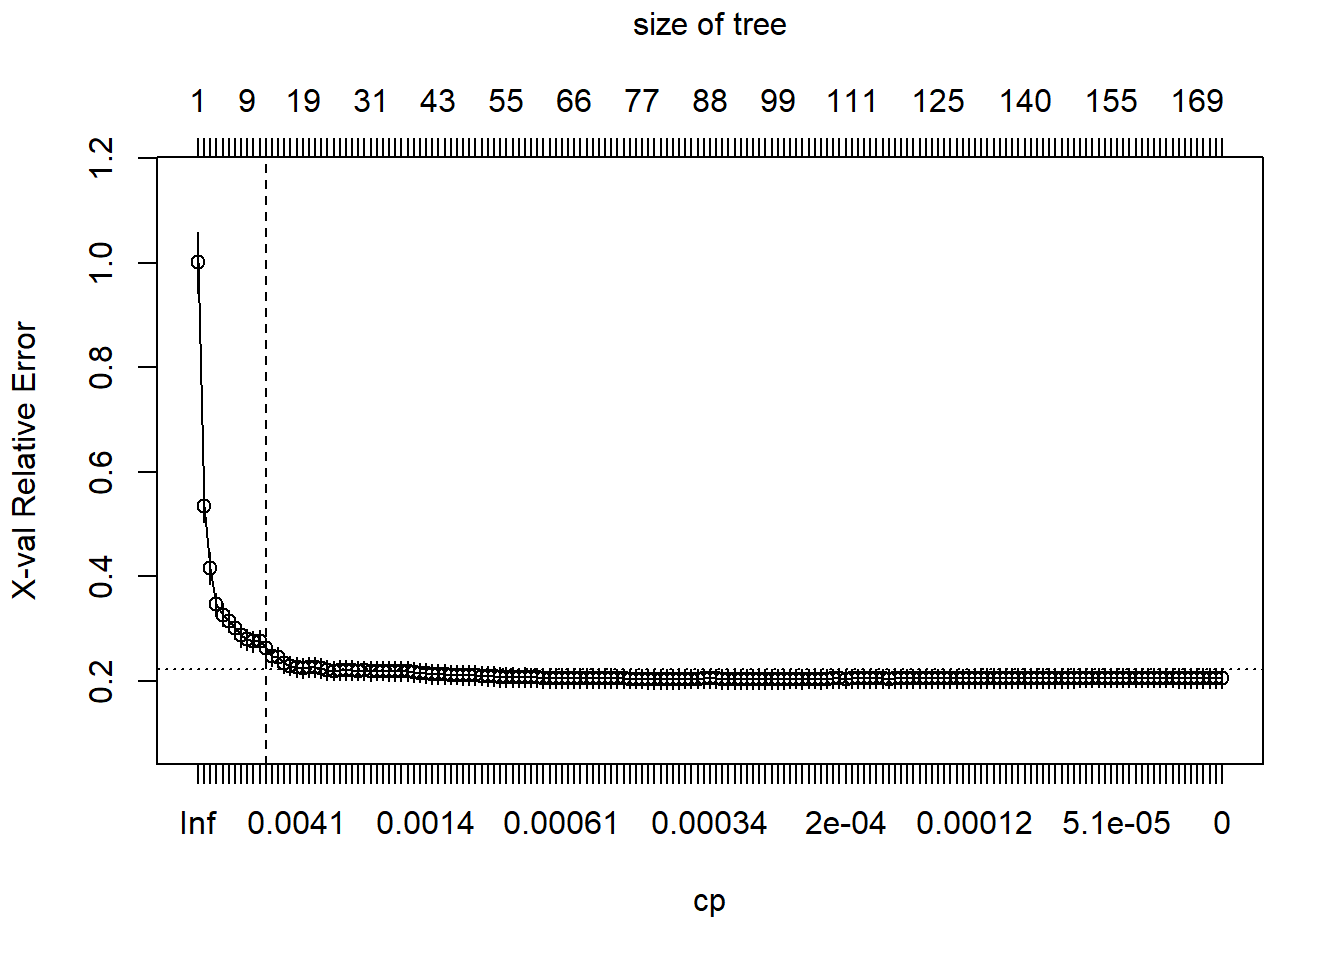 size of tree
1 9 19 31 43 55 66 77 88 99 111 125 140 155 169
1.2
1.0
0.8
0.6
0.4
0.2
X-val Relative Error
Inf 0.0041 0.0014 0.00061 0.00034 2e-04 0.00012 5.1e-05 0
cp